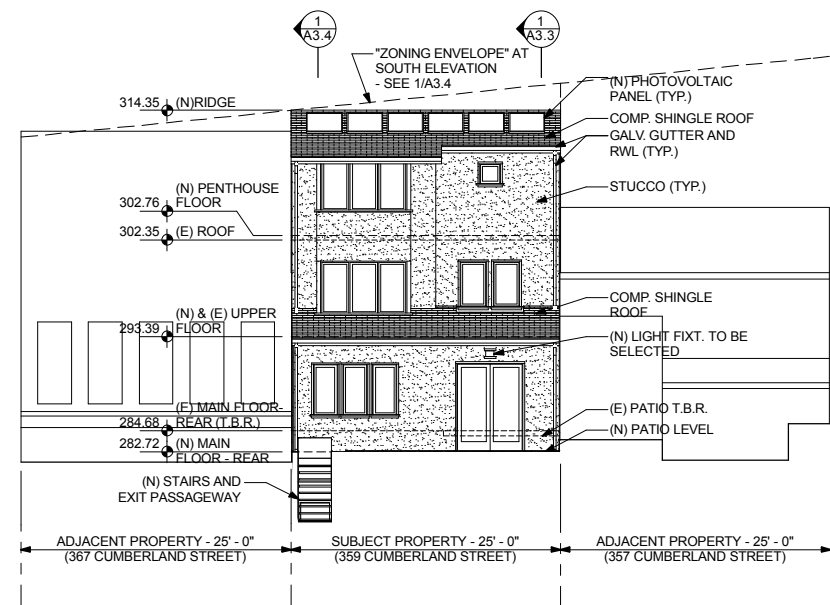 1
A3.4
1
A3.3
"ZONING ENVELOPE" AT
SOUTH ELEVATION
- SEE 1/A3.4
(N) PHOTOVOLTAIC
PANEL (TYP.)
314.35 (N)RIDGE
COMP. SHINGLE ROOF
GALV. GUTTER AND
RWL (TYP.)
(N) PENTHOUSE
302.76 FLOOR
STUCCO (TYP.)
302.35 (E) ROOF
COMP. SHINGLE
ROOF
(N) & (E) UPPER
293.39 FLOOR
(N) LIGHT FIXT. TO BE
SELECTED
(E) MAIN FLOOR-
284.68 REAR (T.B.R.)
(E) PATIO T.B.R.
(N) PATIO LEVEL
282.72 (N) MAIN
FLOOR - REAR
(N) STAIRS AND
EXIT PASSAGEWAY
ADJACENT PROPERTY - 25' - 0"
(367 CUMBERLAND STREET)
SUBJECT PROPERTY - 25' - 0"
(359 CUMBERLAND STREET)
ADJACENT PROPERTY - 25' - 0"
(357 CUMBERLAND STREET)